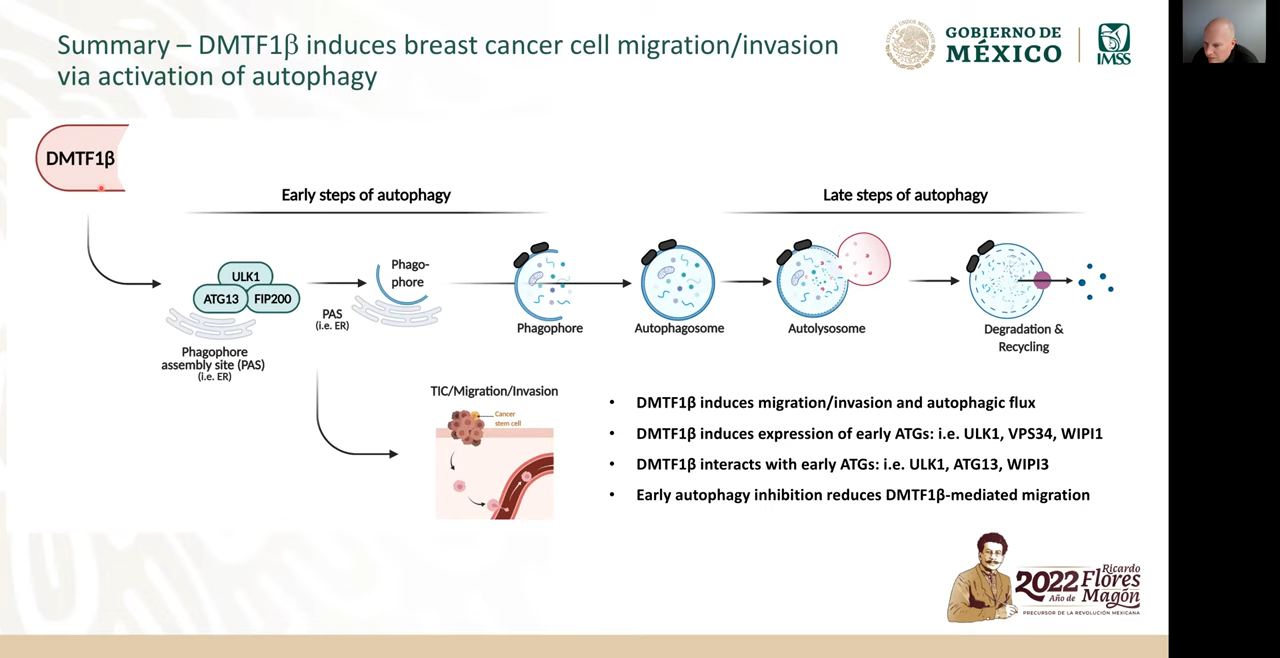 Summary – DMTF1β induces breast cancer cell migration/invasion
via activation of autophagy
GOBIERNO DE
MÉXICO
IMSS
DMTF1β
Early steps of autophagy
Late steps of autophagy
ULK1
ATG13
FIP200
Phagophore
assembly site (PAS)
(i.e. ER)
PAS
(i.e. ER)
Phago-
phore
Phagophore
Autophagosome
Autolysosome
Degradation &
Recycling
TIC/Migration/Invasion
Cancer
stem cell
• DMTF1β induces migration/invasion and autophagic flux
• DMTF1β induces expression of early ATGs: i.e. ULK1, VPS34, WIPI1
• DMTF1β interacts with early ATGs: i.e. ULK1, ATG13, WIPI3
• Early autophagy inhibition reduces DMTF1β-mediated migration
2022 Ricardo
Flores
Año de Magón
PRECURSOR DE LA REVOLUCIÓN MEXICANA